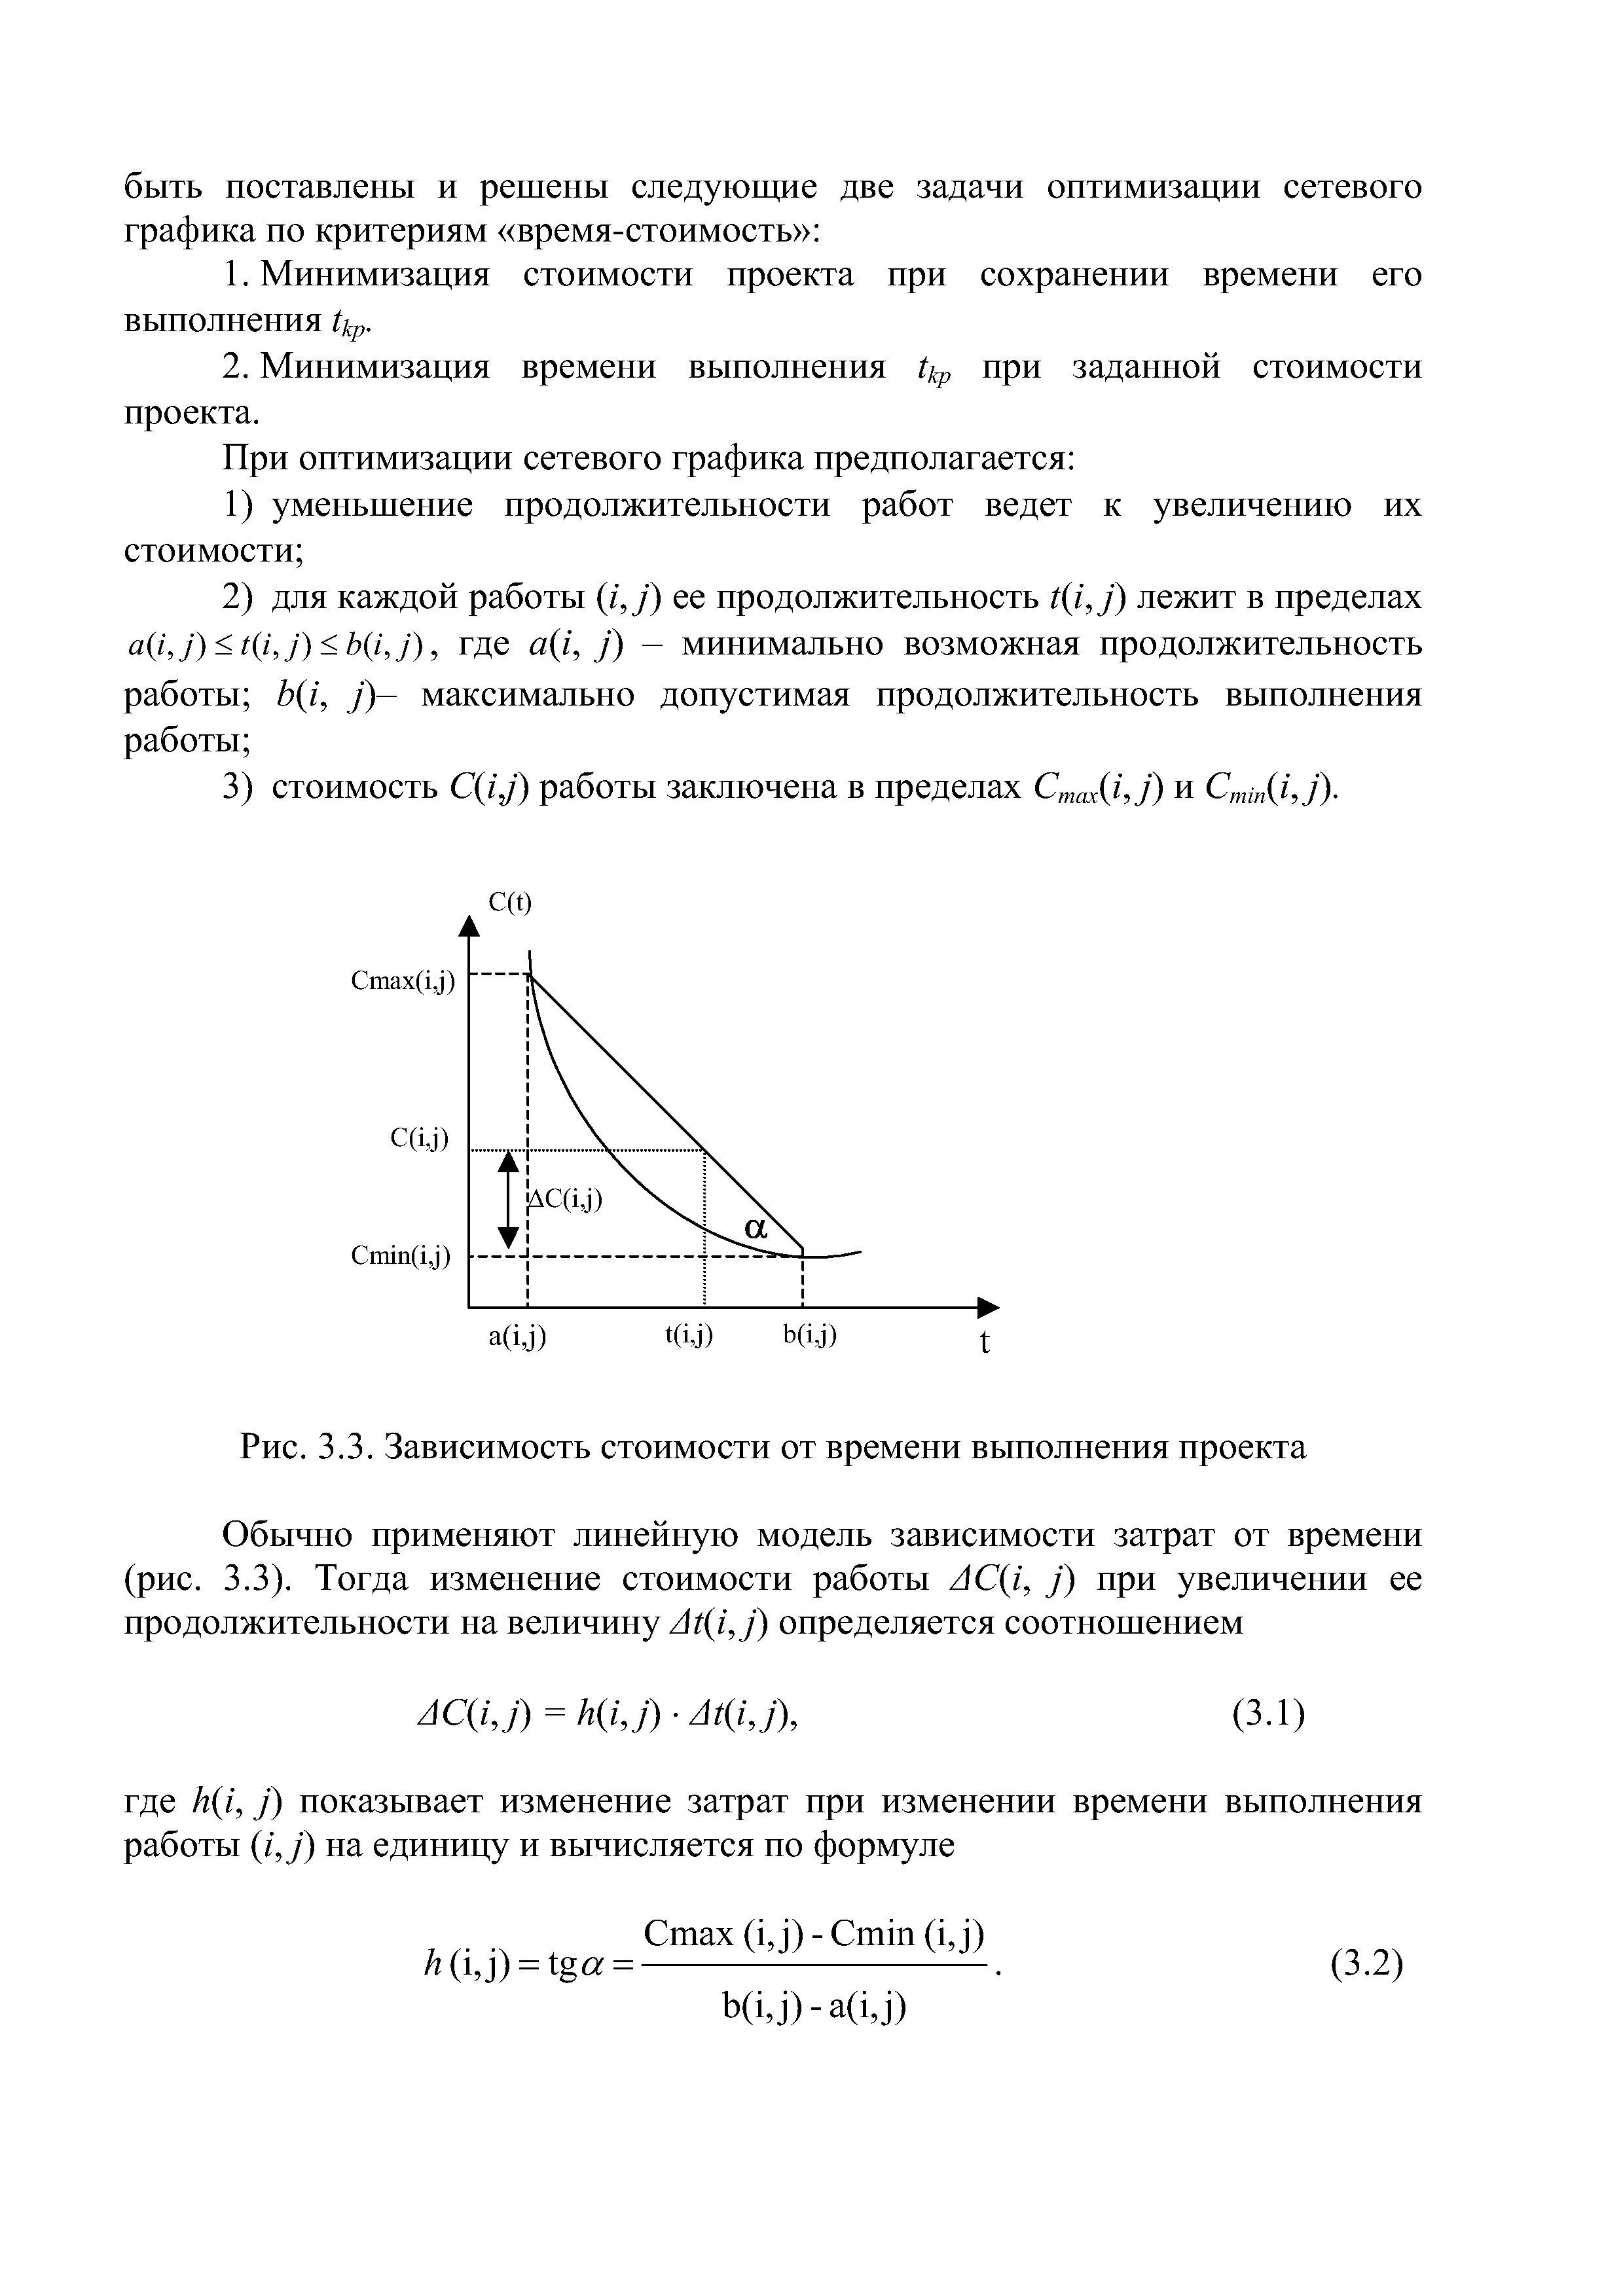 быть поставлены и решены следующие две задачи оптимизации сетевого
графика по критериям «время-стоимость»:
1. Минимизация стоимости проекта при сохранении времени его
выполнения tkp.
2. Минимизация времени выполнения tkp при заданной стоимости
проекта.
При оптимизации сетевого графика предполагается:
1) уменьшение продолжительности работ ведет к увеличению их
стоимости;
2) для каждой работы (i, j) ее продолжительность t(i, j) лежит в пределах
a(i, j) ≤ t(i, j) ≤ b(i, j), где a(i, j) – минимально возможная продолжительность
работы; b(i, j)– максимально допустимая продолжительность выполнения
работы;
3) стоимость C(i,j) работы заключена в пределах Cmax(i, j) и Cmin(i, j).
C(t)
Cmax(i,j)
C(i,j)
ΔC(i,j)
α
Cmin(i,j)
a(i,j) t(i,j) b(i,j) t
Рис. 3.3. Зависимость стоимости от времени выполнения проекта
Обычно применяют линейную модель зависимости затрат от времени
(рис. 3.3). Тогда изменение стоимости работы ΔC(i, j) при увеличении ее
продолжительности на величину Δt(i, j) определяется соотношением
ΔC(i, j) = h(i, j) · Δt(i, j), (3.1)
где h(i, j) показывает изменение затрат при изменении времени выполнения
работы (i, j) на единицу и вычисляется по формуле
Cmax (i, j) - Cmin (i, j)
h (i, j) = tgα = . (3.2)
b(i, j) - a(i, j)